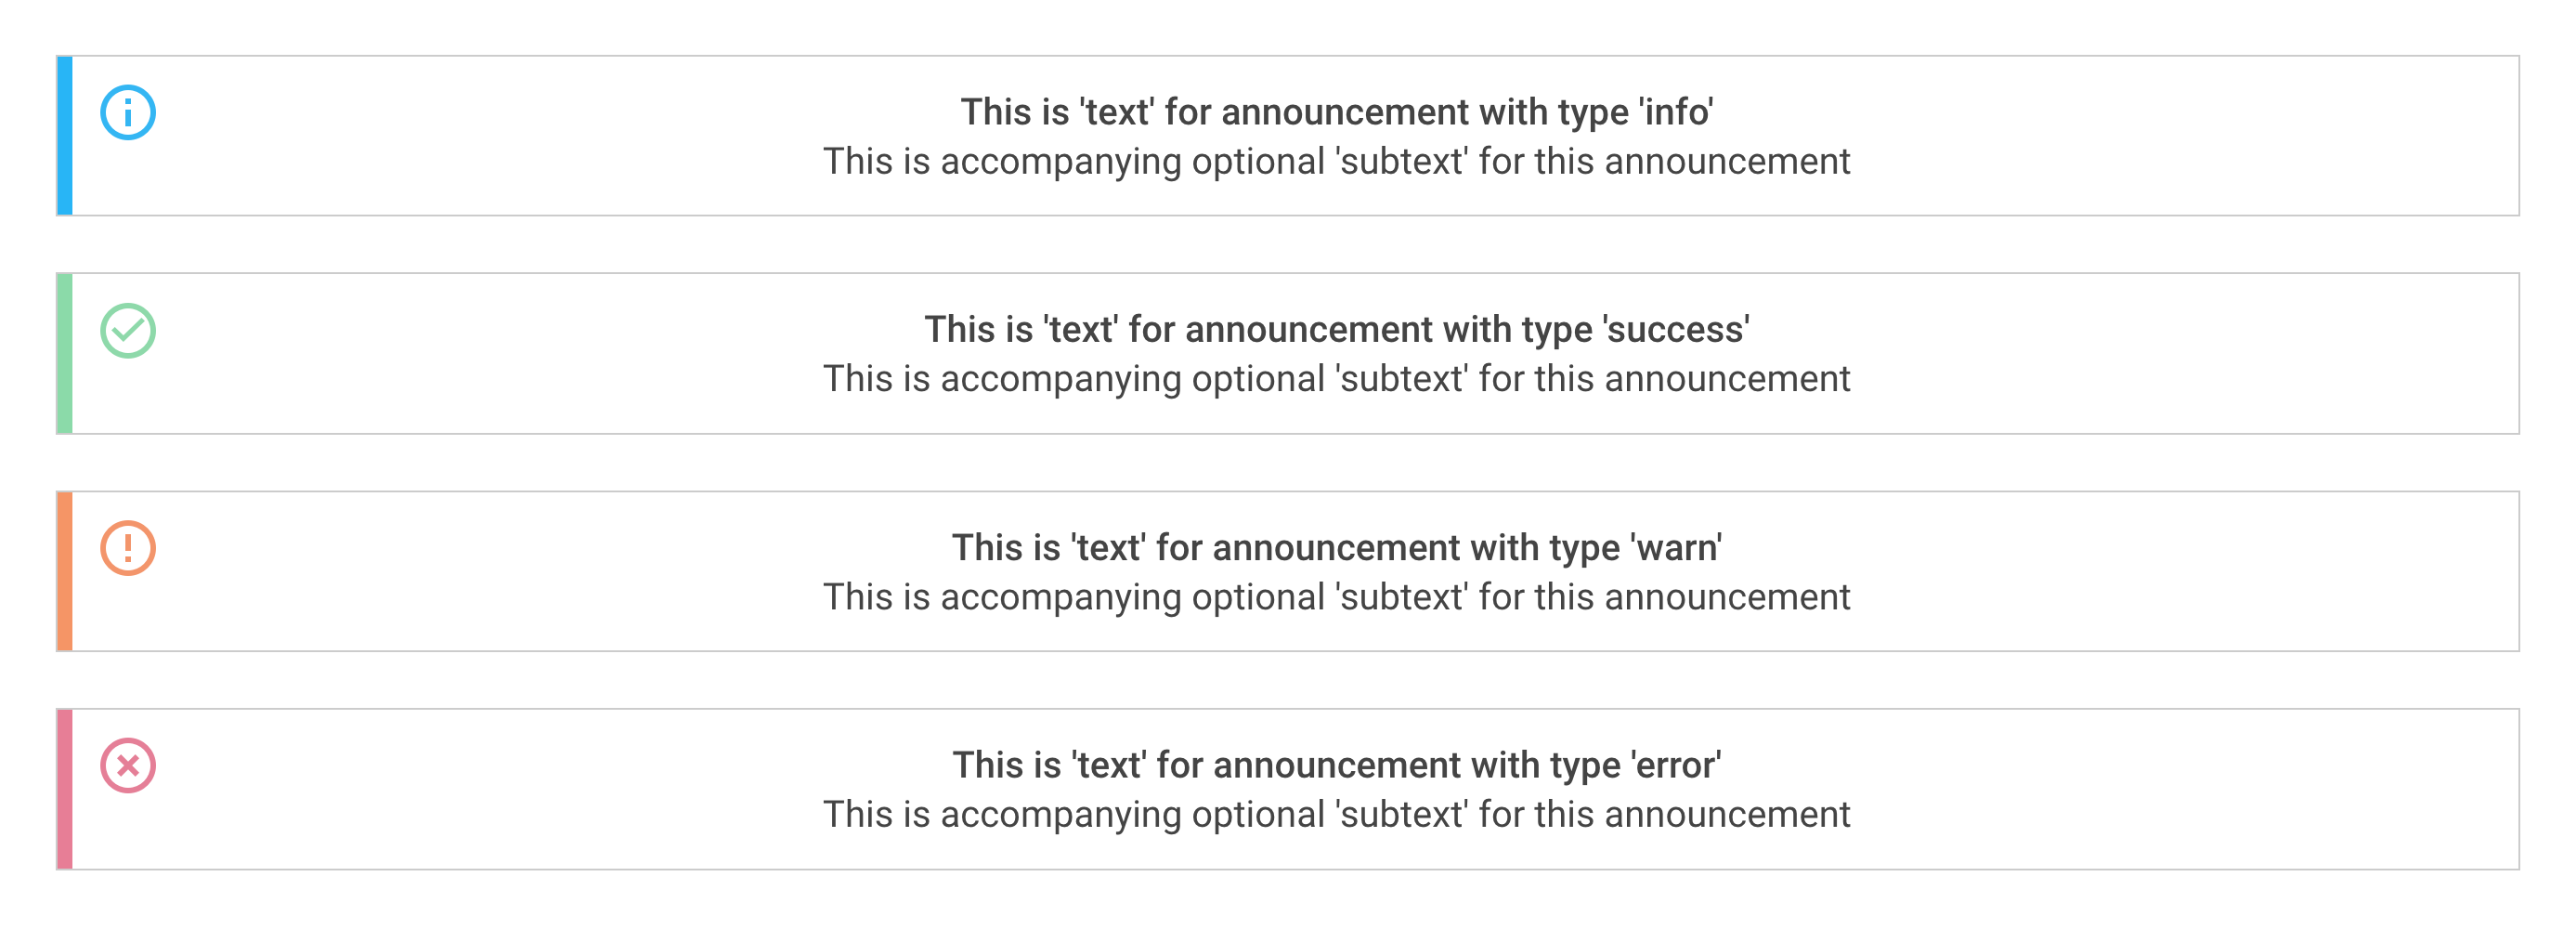 This is 'text' for announcement with type 'info'
This is accompanying optional 'subtext' for this announcement
This is 'text' for announcement with type 'success'
This is accompanying optional 'subtext' for this announcement
This is 'text' for announcement with type 'warn'
This is accompanying optional 'subtext' for this announcement
This is 'text' for announcement with type 'error'
This is accompanying optional 'subtext' for this announcement